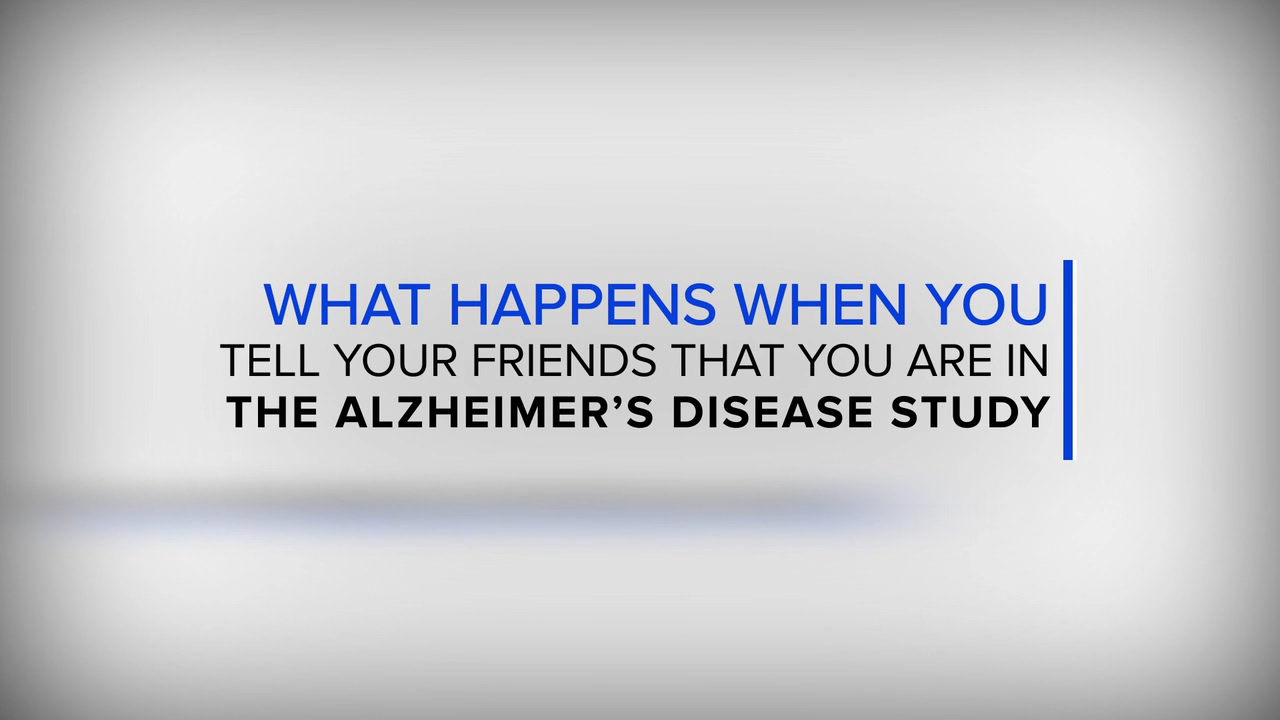 WHAT HAPPENS WHEN YOU
TELL YOUR FRIENDS THAT YOU ARE IN
THE ALZHEIMER’S DISEASE STUDY